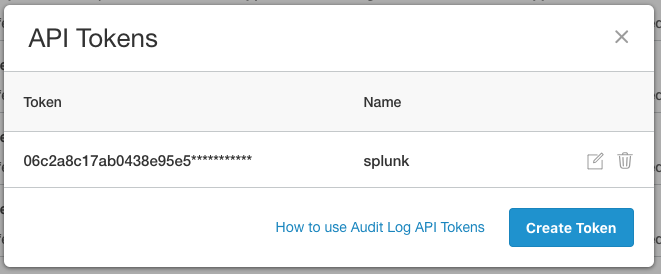 API Tokens
Token Name
06c2a8c17ab0438e95e5*********** splunk
How to use Audit Log API Tokens Create Token